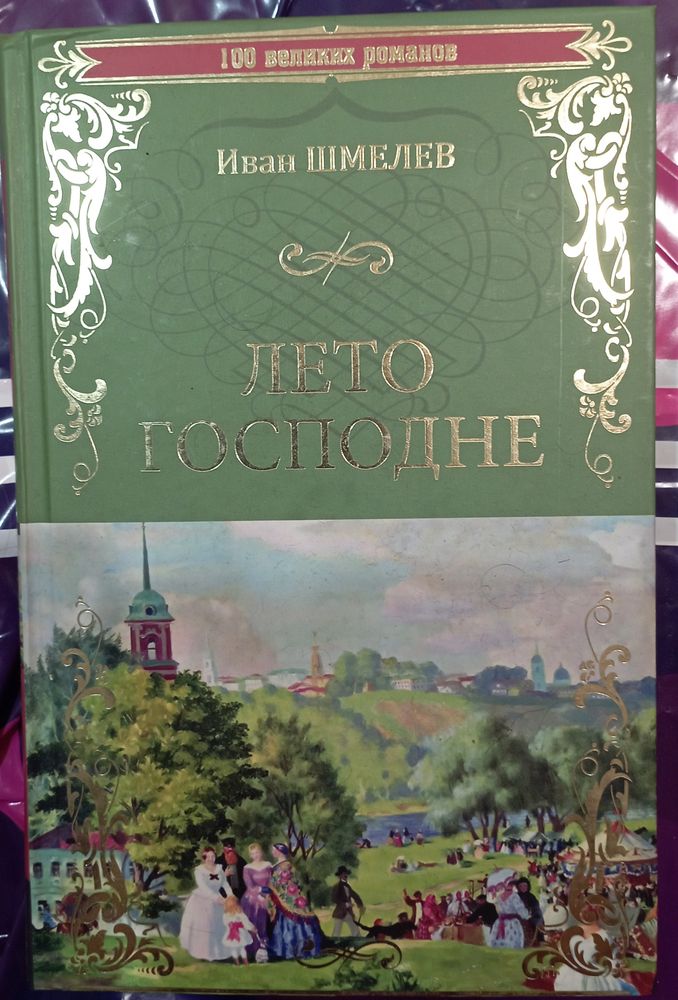 100 великих романов
Иван ШМЕЛЕВ
ЛЕТО
ГОСПОДНЕ